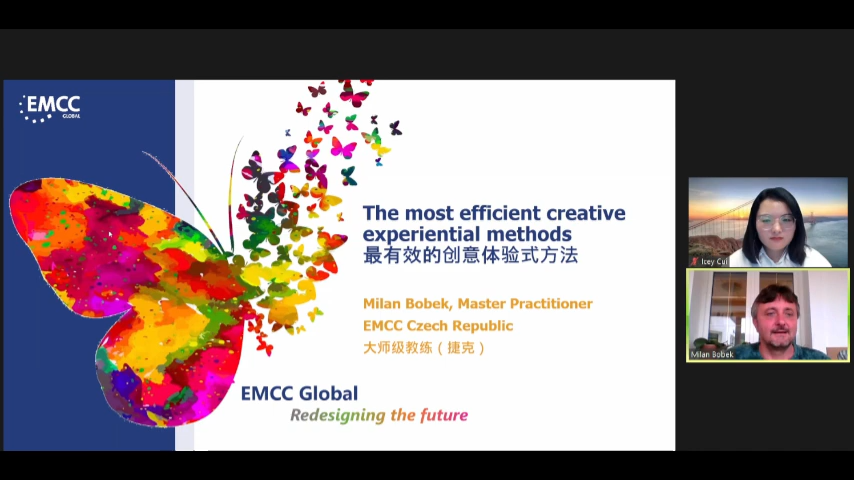 EMCC
GLOBAL
The most efficient creative
experiential methods
最有效的创意体验式方法
Milan Bobek, Master Practitioner
EMCC Czech Republic
大师级教练（捷克）
EMCC Global
Redesigning the future
Icey Cui
Milan Bobek